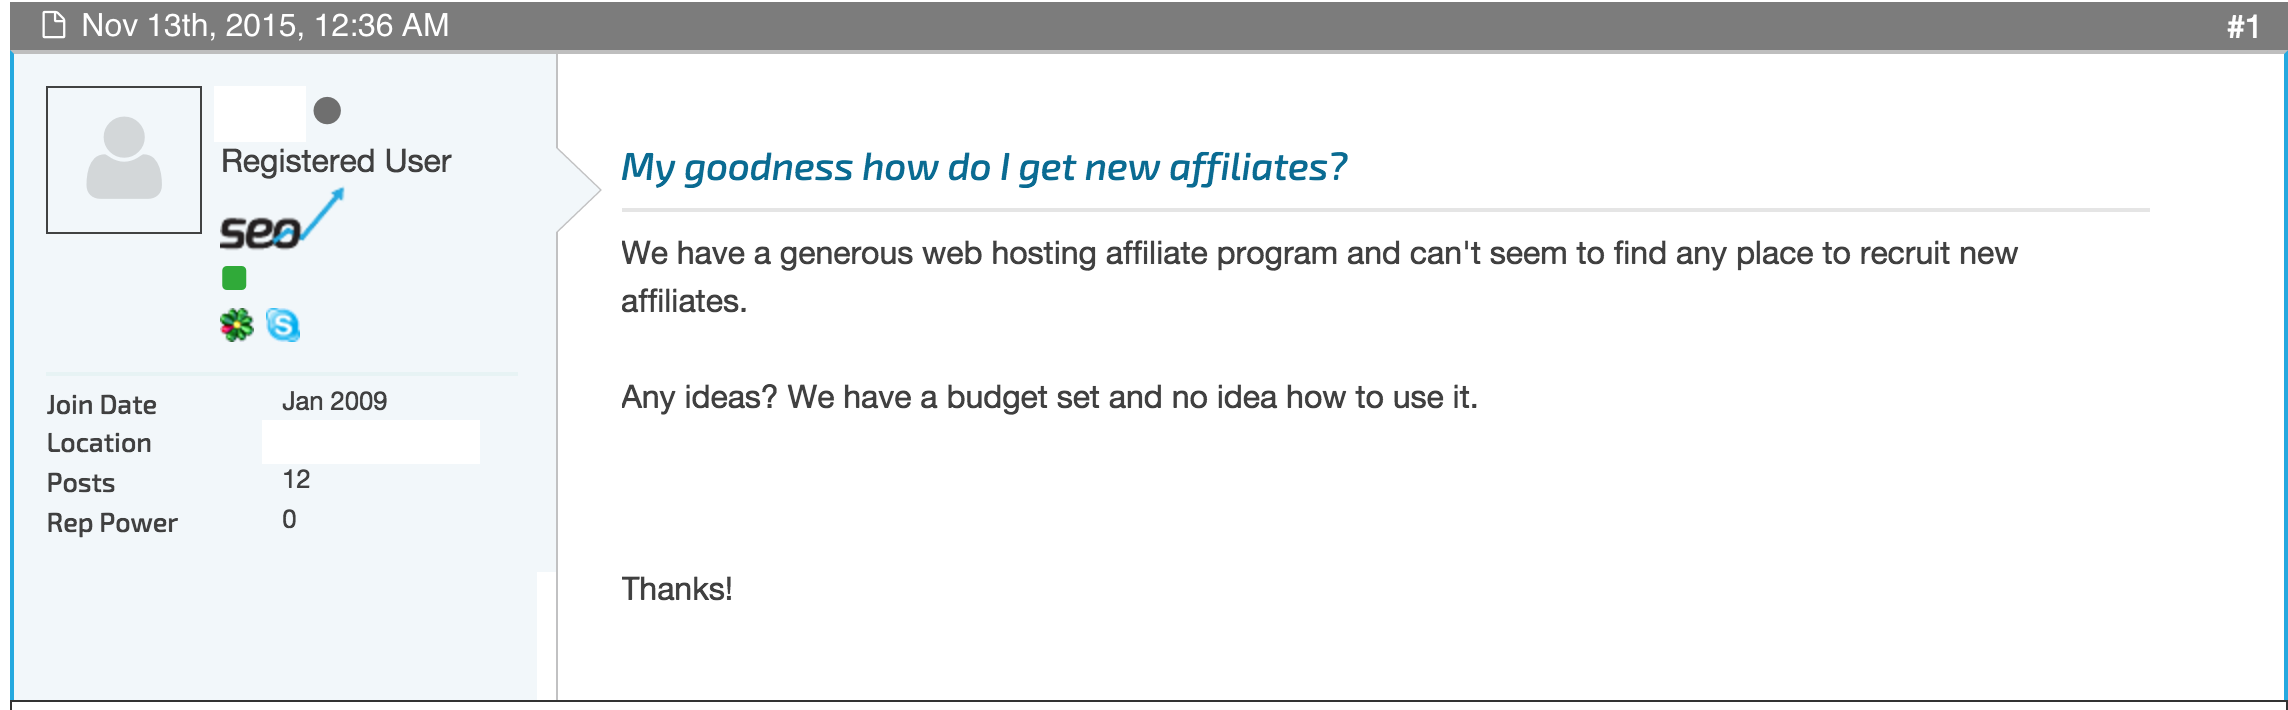 Nov 13th, 2015, 12:36 AM
#1
Registered User
seo
S
Join Date Jan 2009
Location
Posts 12
Rep Power 0
My goodness how do I get new affiliates?
We have a generous web hosting affiliate program and can't seem to find any place to recruit new
affiliates.
Any ideas? We have a budget set and no idea how to use it.
Thanks!